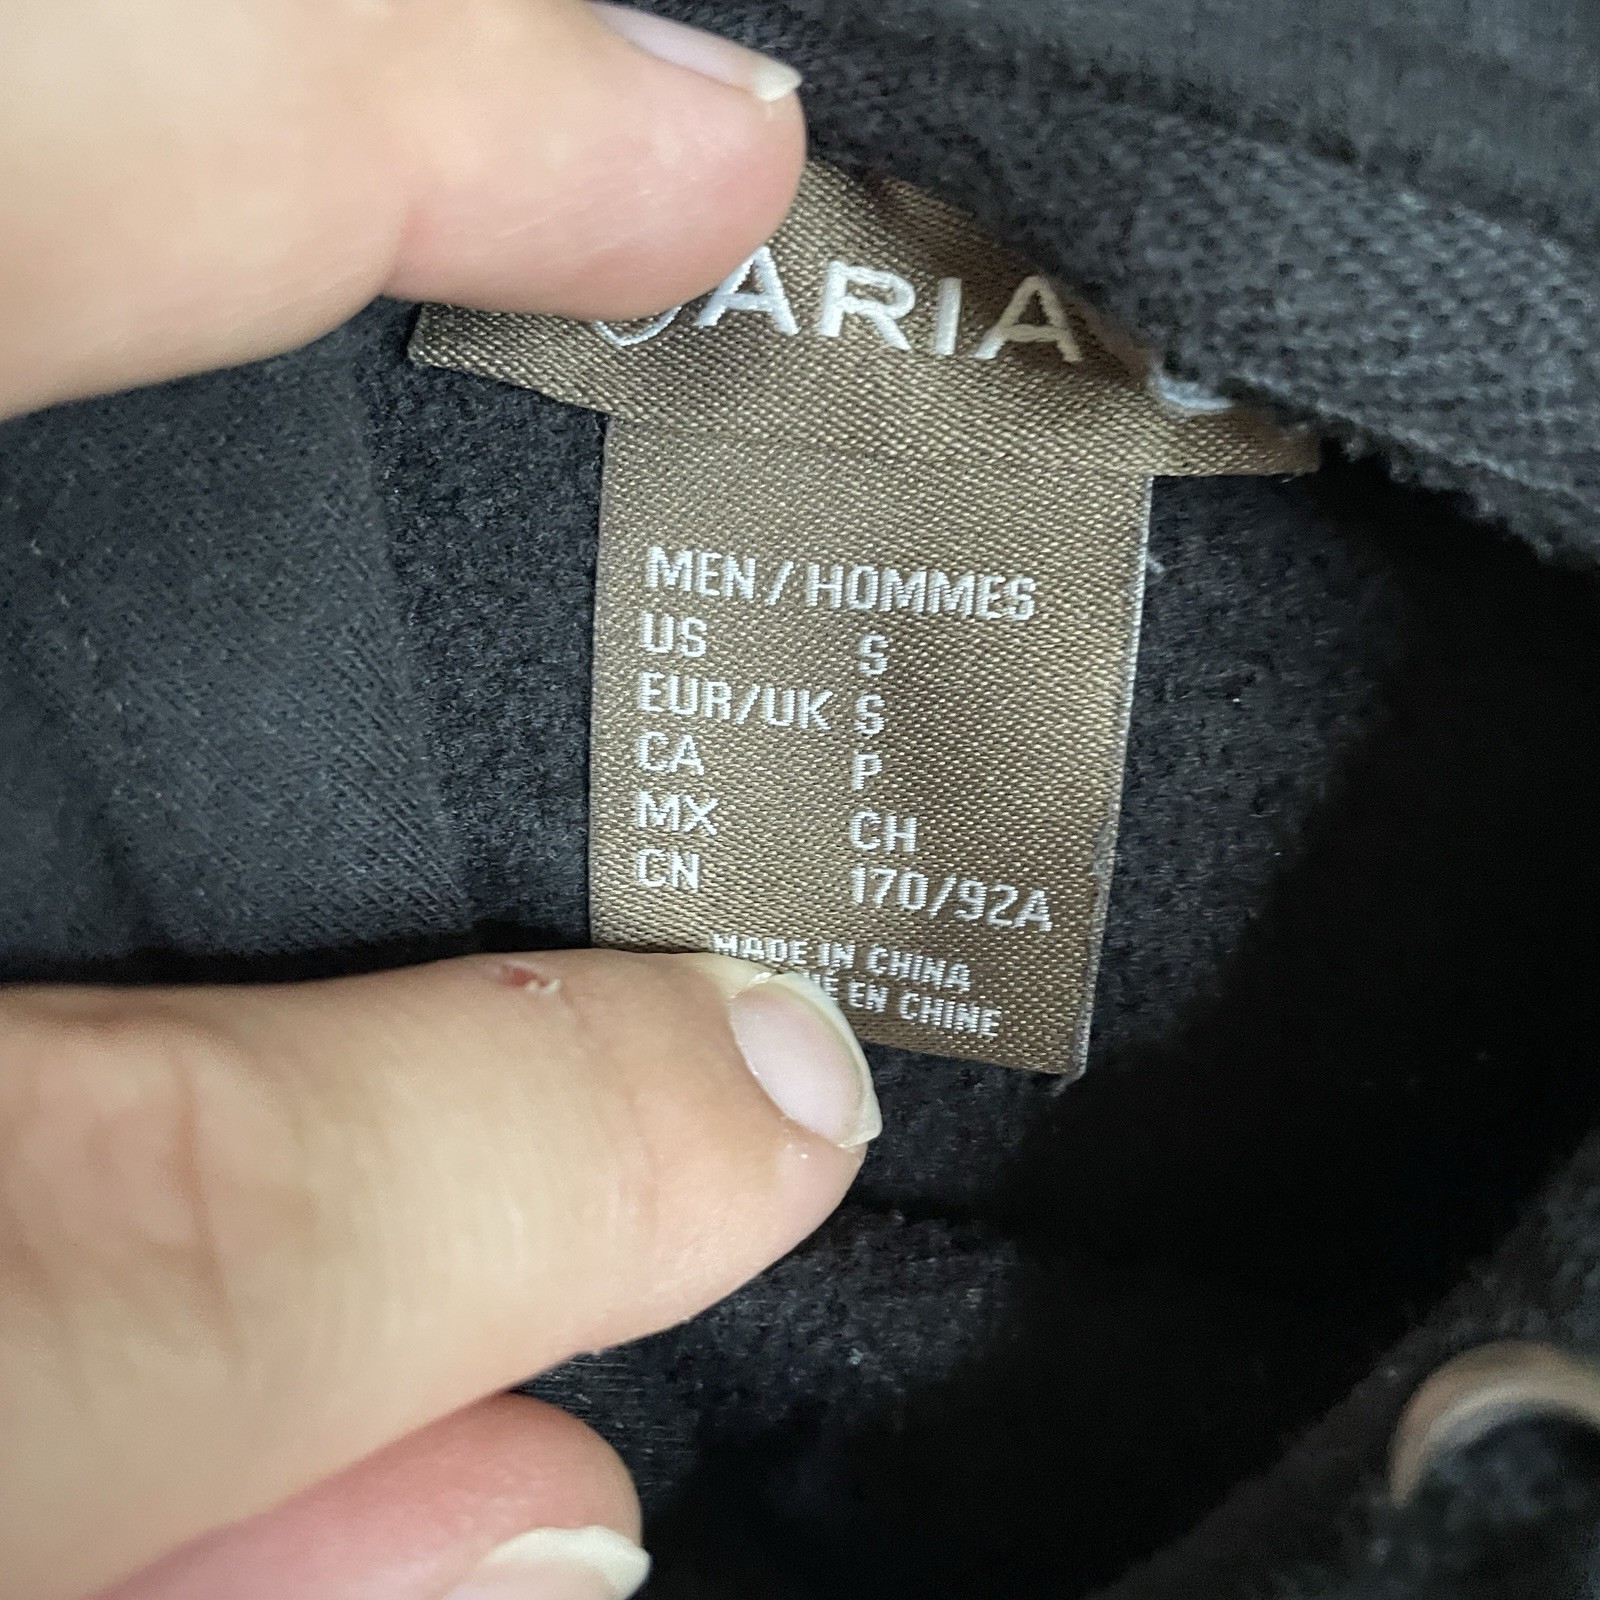 ARIA
MEN / HOMMES
US S
EUR/UK S
CA P
MX CH
CN 170/92A
MADE IN CHINA
EN CHINE